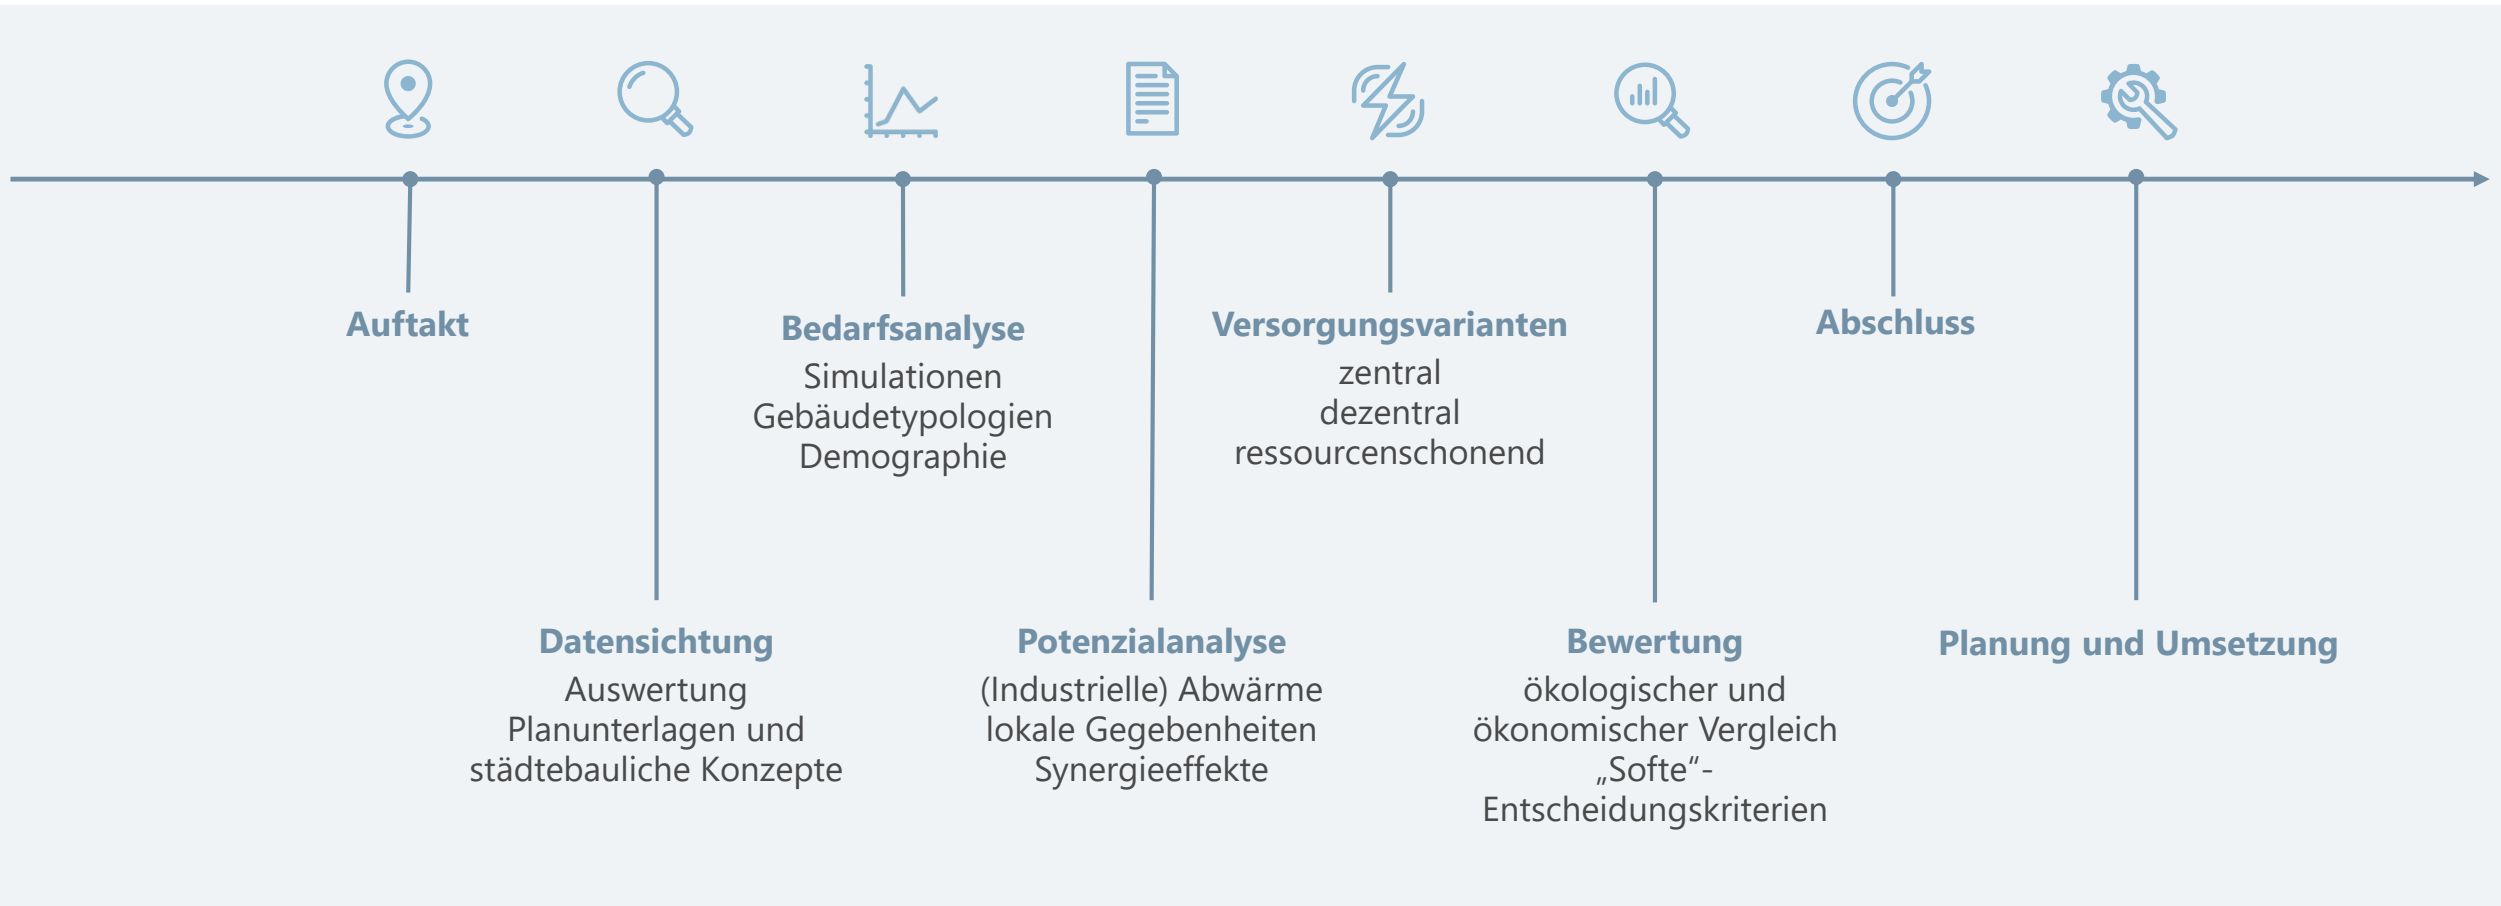 Auftakt
Datensichtung
Auswertung
Planunterlagen und
städtebauliche Konzepte
Bedarfsanalyse
Simulationen
Gebäudetypologien
Demographie
Potenzialanalyse
(Industrielle) Abwärme
lokale Gegebenheiten
Synergieeffekte
Versorgungsvarianten
zentral
dezentral
ressourcenschonend
Bewertung
ökologischer und
ökonomischer Vergleich
„Softe“-
Entscheidungskriterien
Abschluss
Planung und Umsetzung